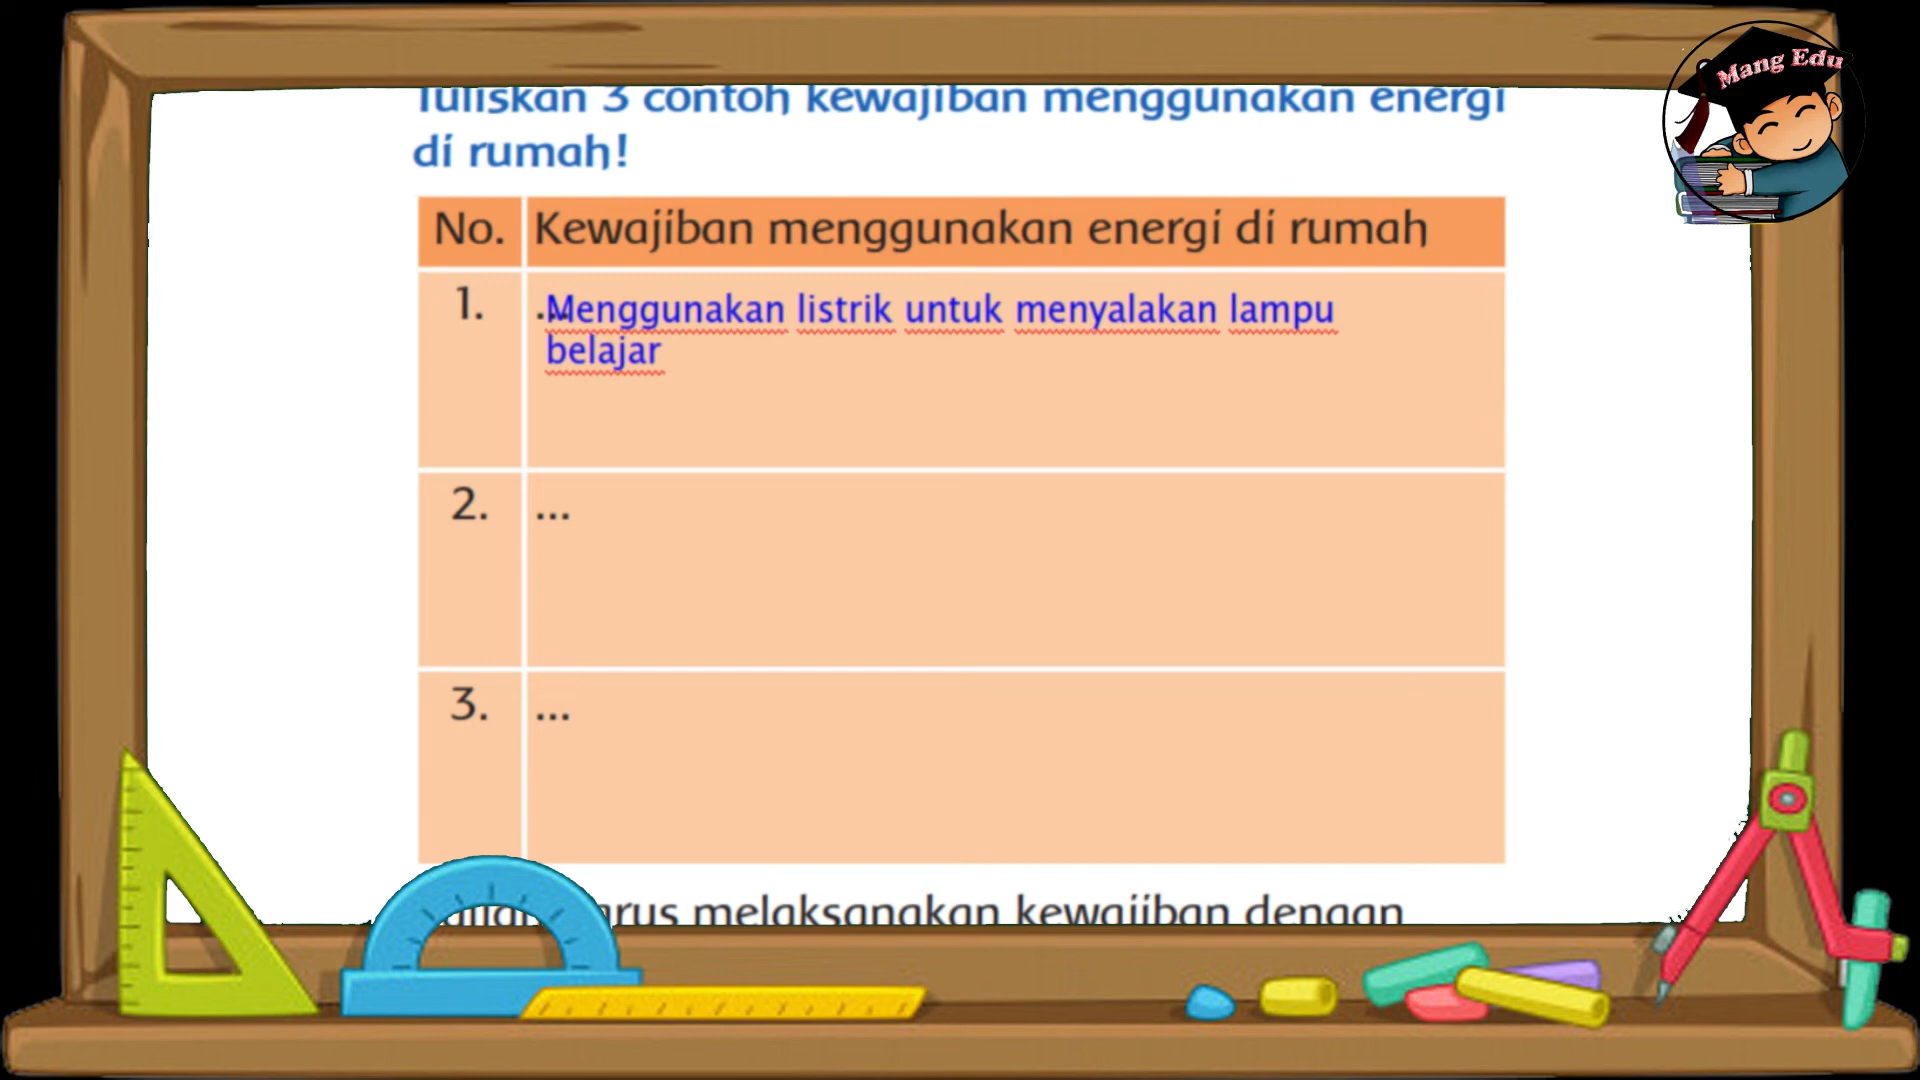 Mang Edu
Tuliskan 3 contoh kewajiban menggunakan energi
di rumah!
No. Kewajiban menggunakan energi di rumah
1. ... Menggunakan listrik untuk menyalakan lampu
belajar
2. ...
3. ...
melaksanakan kewajiban dengan